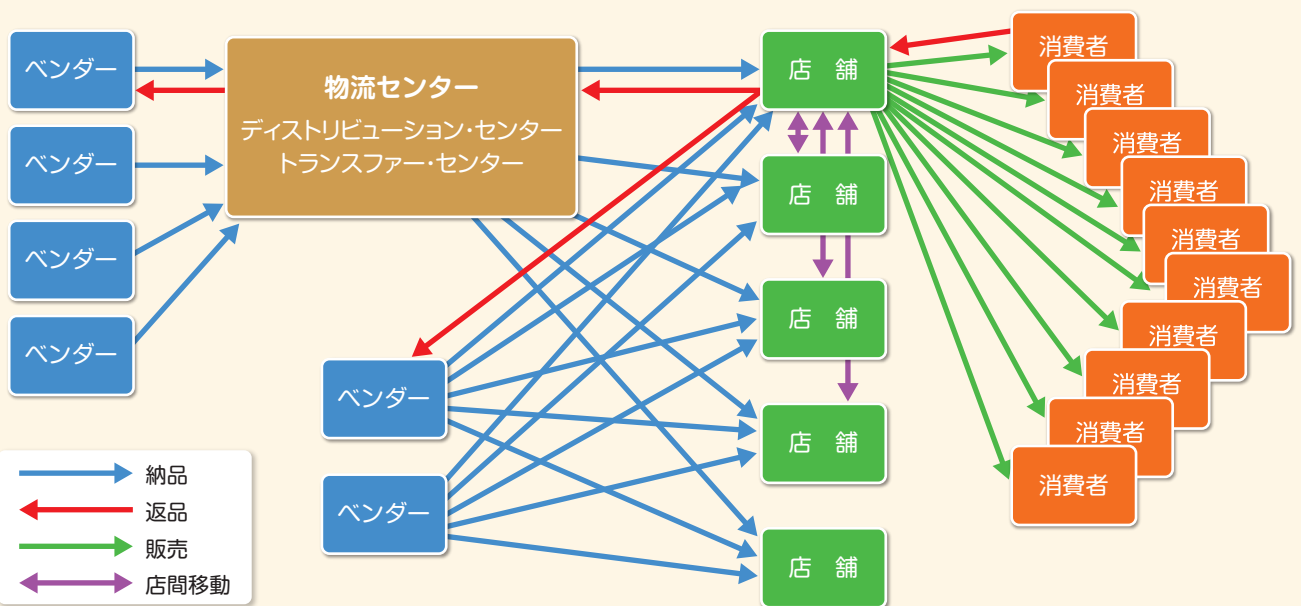 ベンダー
ベンダー
ベンダー
ベンダー
物流センター
ディストリビューション・センター
トランスファー・センター
ベンダー
ベンダー
店 舗
店 舗
店 舗
店 舗
店 舗
消費者
消費者
消費者
消費者
消費者
消費者
消費者
消費者
消費者
消費者
納品
返品
販売
店間移動